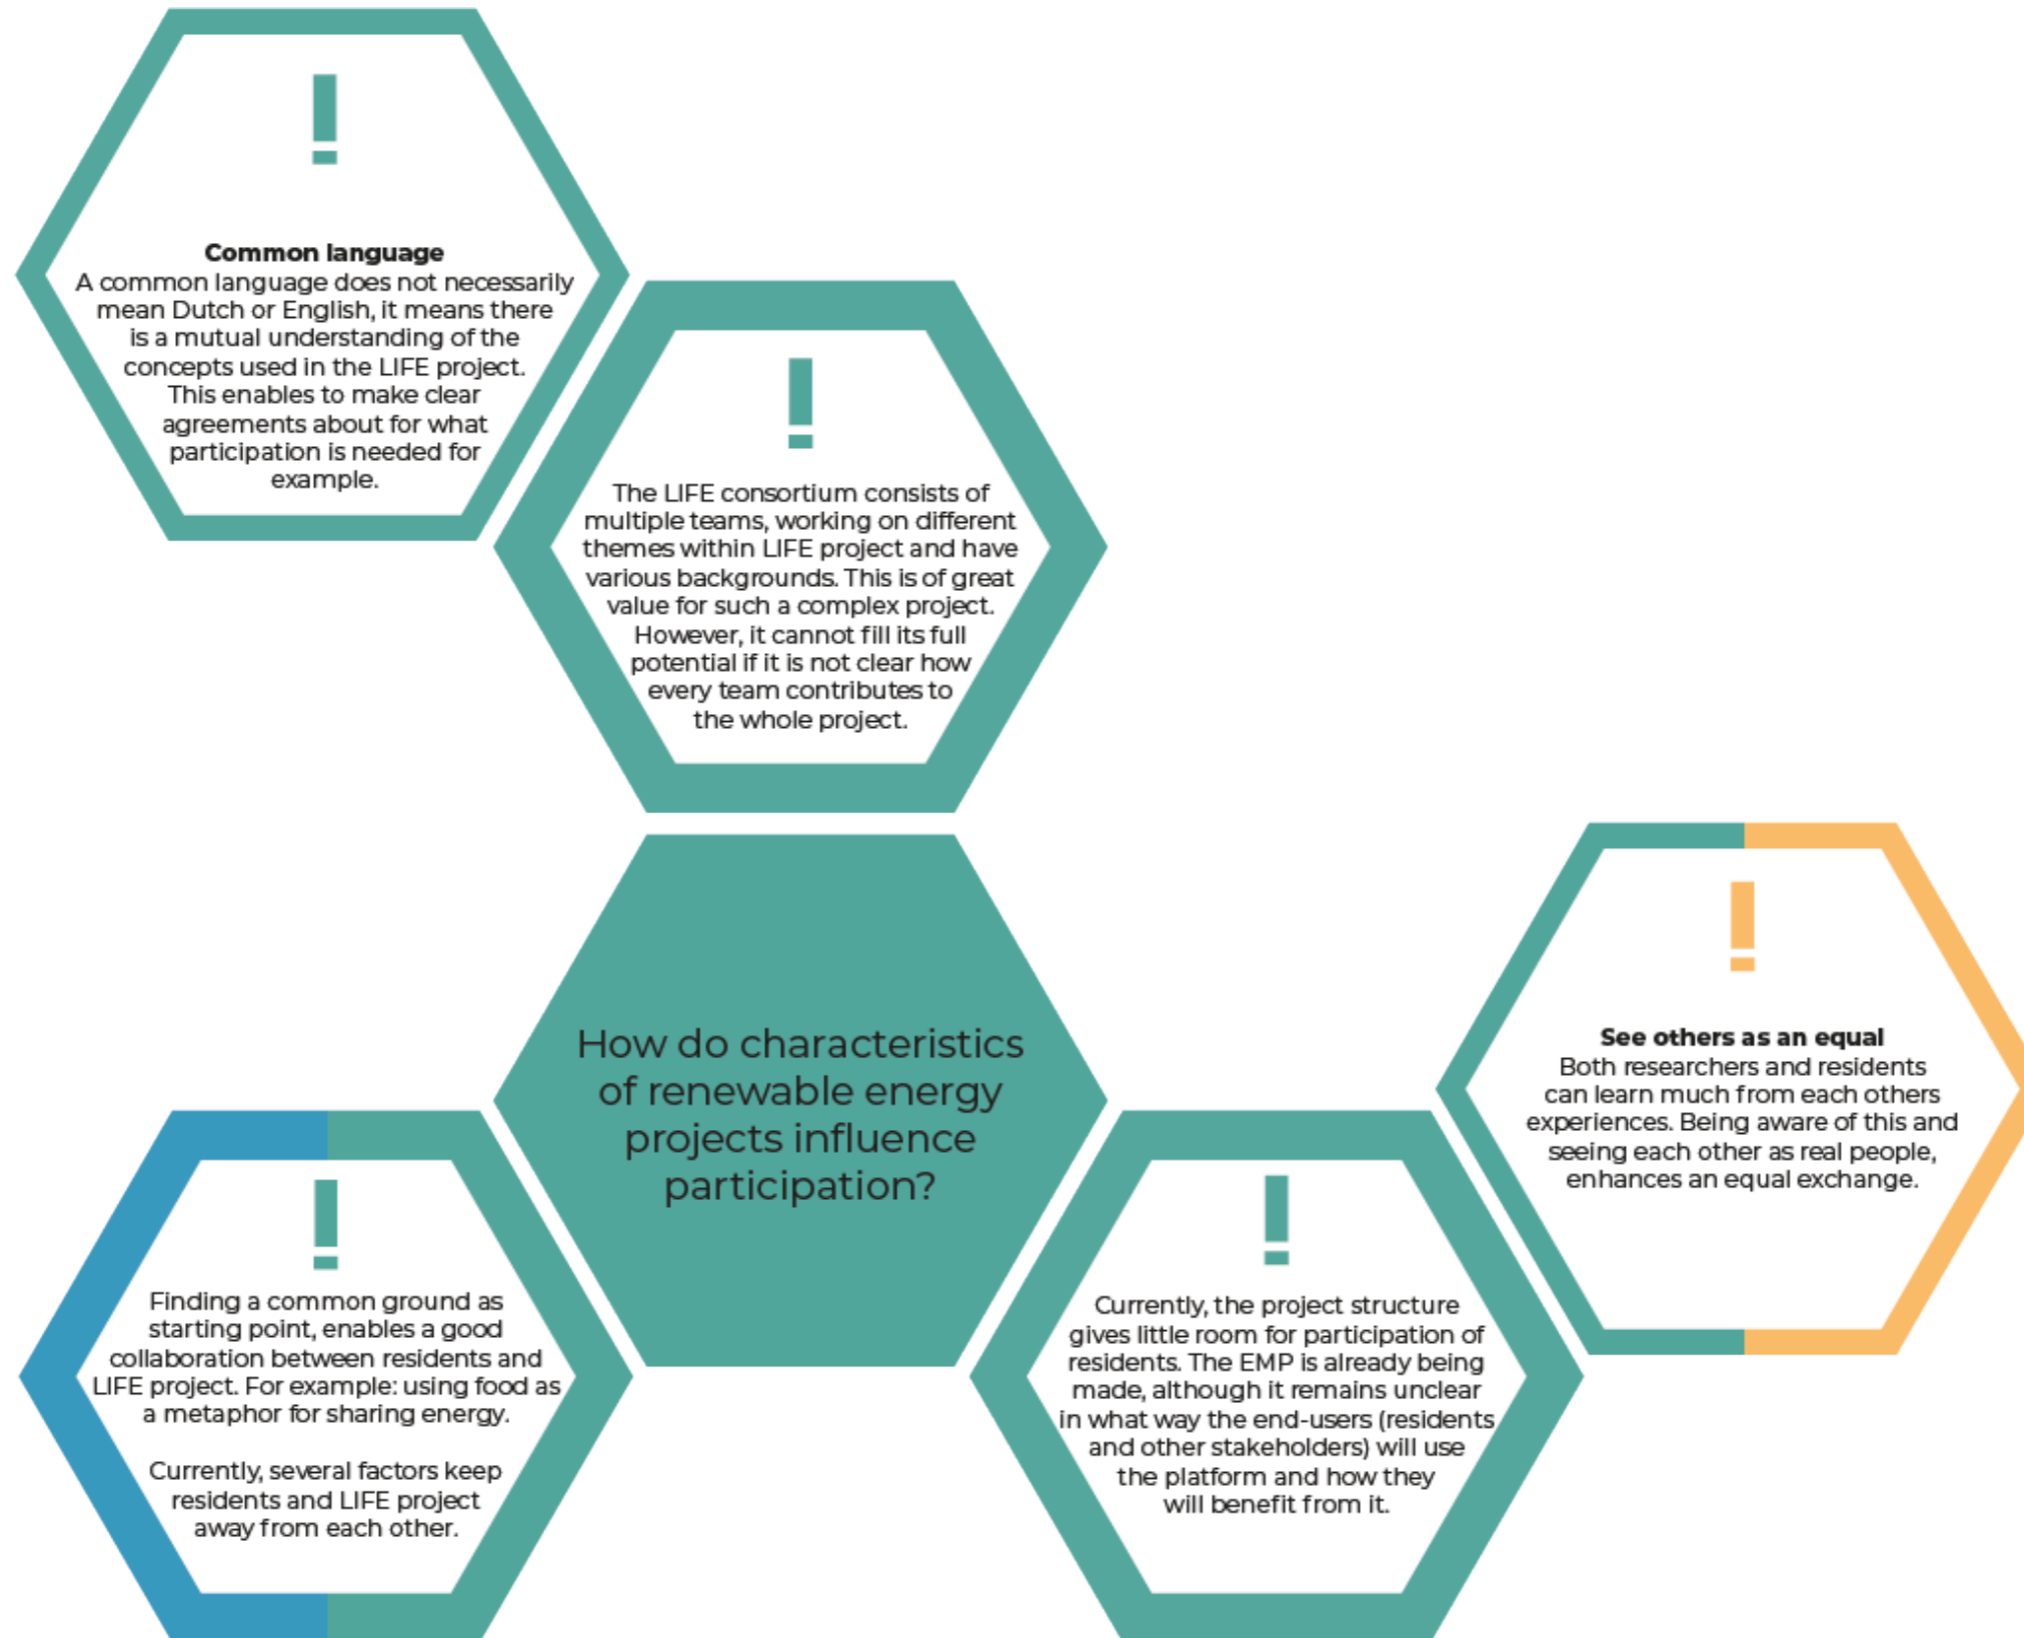 !
Common language
A common language does not necessarily
mean Dutch or English, it means there
is a mutual understanding of the
concepts used in the LIFE project.
This enables to make clear
agreements about for what
participation is needed for
example.
!
The LIFE consortium consists of
multiple teams, working on different
themes within LIFE project and have
various backgrounds. This is of great
value for such a complex project.
However, it cannot fill its full
potential if it is not clear how
every team contributes to
the whole project.
How do characteristics
of renewable energy
projects influence
participation?
!
See others as an equal
Both researchers and residents
can learn much from each others
experiences. Being aware of this and
seeing each other as real people,
enhances an equal exchange.
!
Finding a common ground as
starting point, enables a good
collaboration between residents and
LIFE project. For example: using food as
a metaphor for sharing energy.
Currently, several factors keep
residents and LIFE project
away from each other.
!
Currently, the project structure
gives little room for participation of
residents. The EMP is already being
made, although it remains unclear
in what way the end-users (residents
and other stakeholders) will use
the platform and how they
will benefit from it.